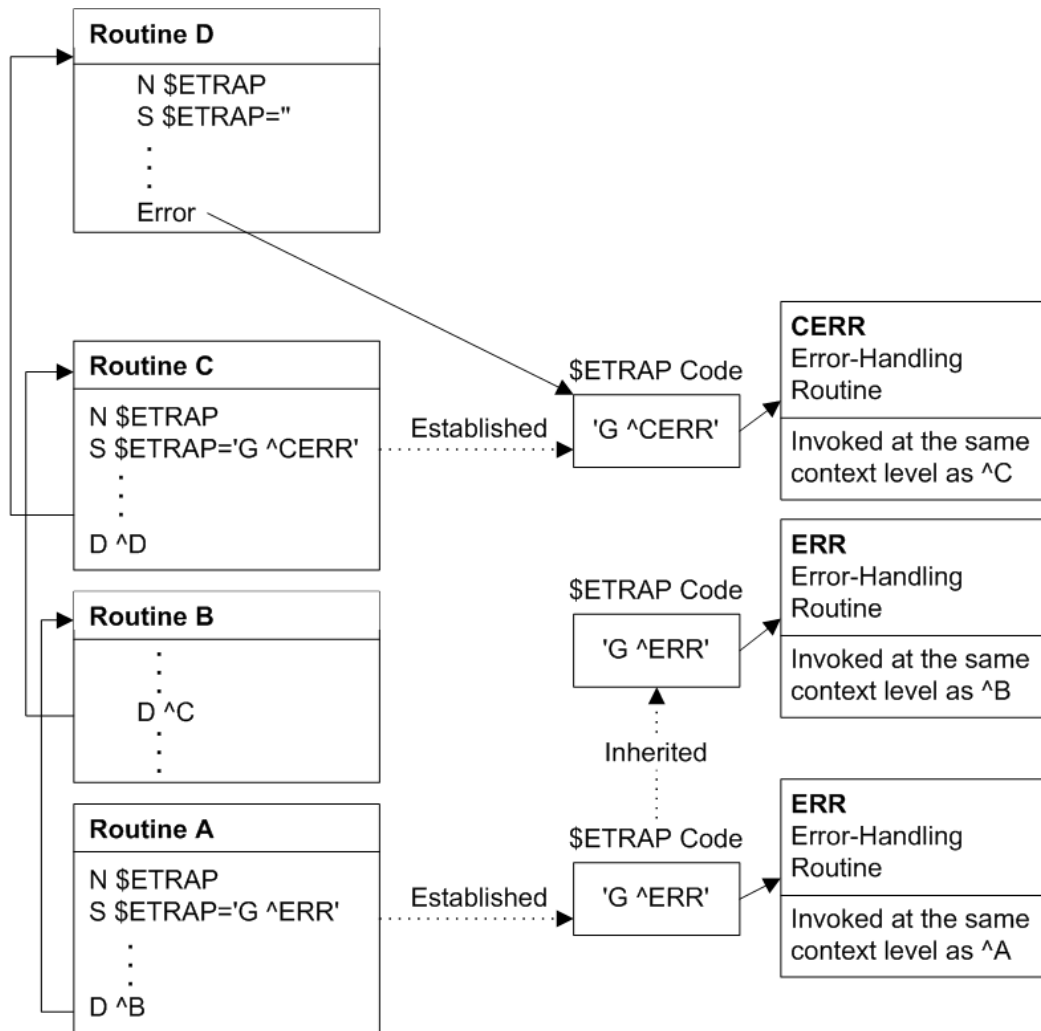 Routine D
N $ETRAP
S $ETRAP=''
Error
Routine C
N $ETRAP
S $ETRAP='G ^CERR'
D ^D
Established
$ETRAP Code
'G ^CERR'
CERR
Error-Handling
Routine
Invoked at the same
context level as ^C
Routine B
D ^C
$ETRAP Code
'G ^ERR'
ERR
Error-Handling
Routine
Invoked at the same
context level as ^B
Inherited
Routine A
N $ETRAP
S $ETRAP='G ^ERR'
D ^B
Established
$ETRAP Code
'G ^ERR'
ERR
Error-Handling
Routine
Invoked at the same
context level as ^A